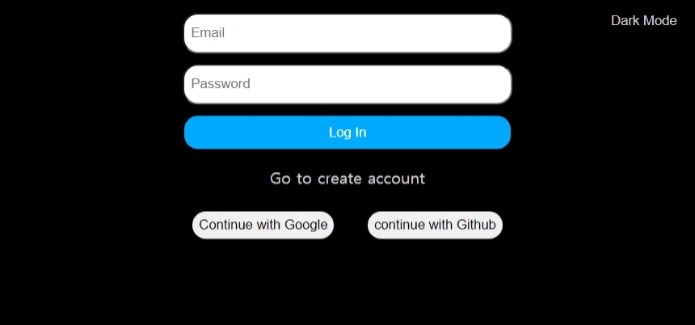 Dark Mode
Email
Password
Log In
Go to create account
Continue with Google
continue with Github